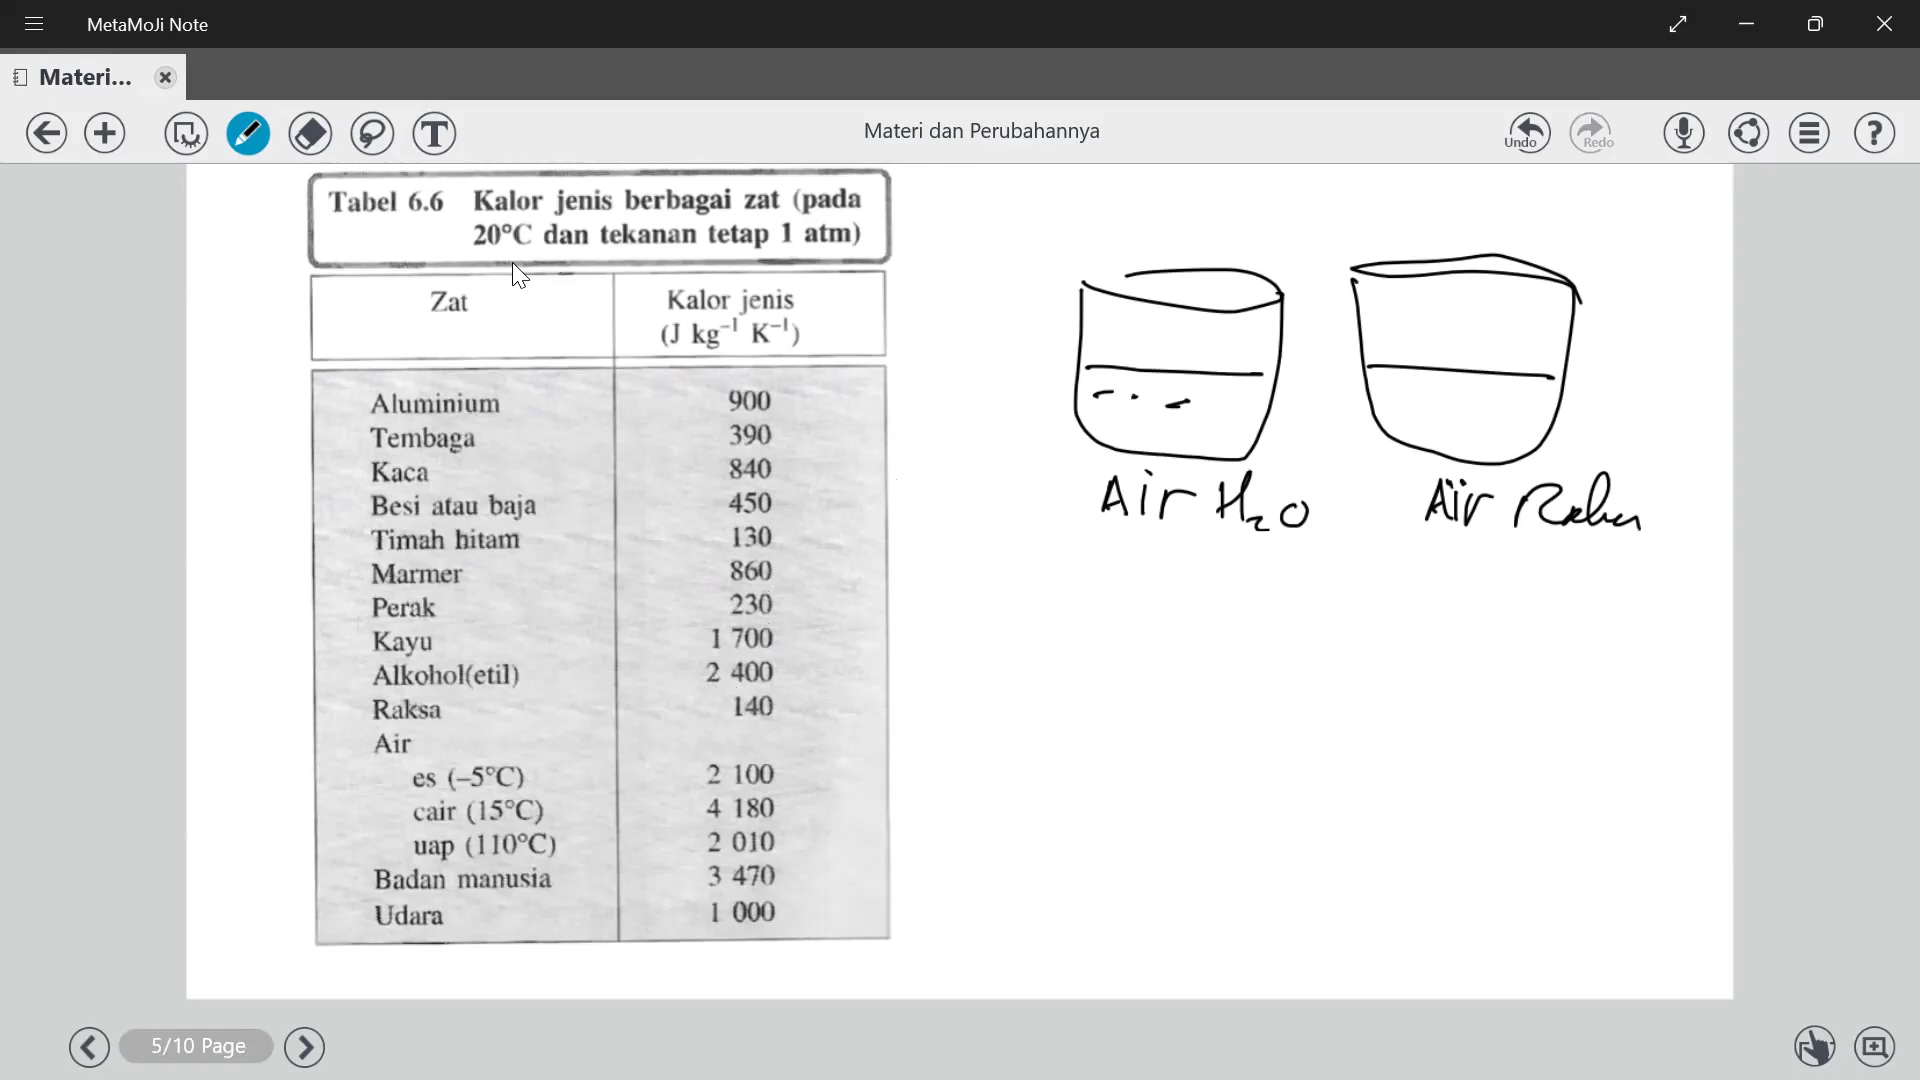 MetaMoJi Note
Materi...
Materi dan Perubahannya
Undo
Redo
Tabel 6.6 Kalor jenis berbagai zat (pada
20°C dan tekanan tetap 1 atm)
Zat Kalor jenis
(J kg⁻¹ K⁻¹)
Aluminium 900
Tembaga 390
Kaca 840
Besi atau baja 450
Timah hitam 130
Marmer 860
Perak 230
Kayu 1 700
Alkohol(etil) 2 400
Raksa 140
Air
es (–5°C) 2 100
cair (15°C) 4 180
uap (110°C) 2 010
Badan manusia 3 470
Udara 1 000
Air H₂O
Air
5/10 Page